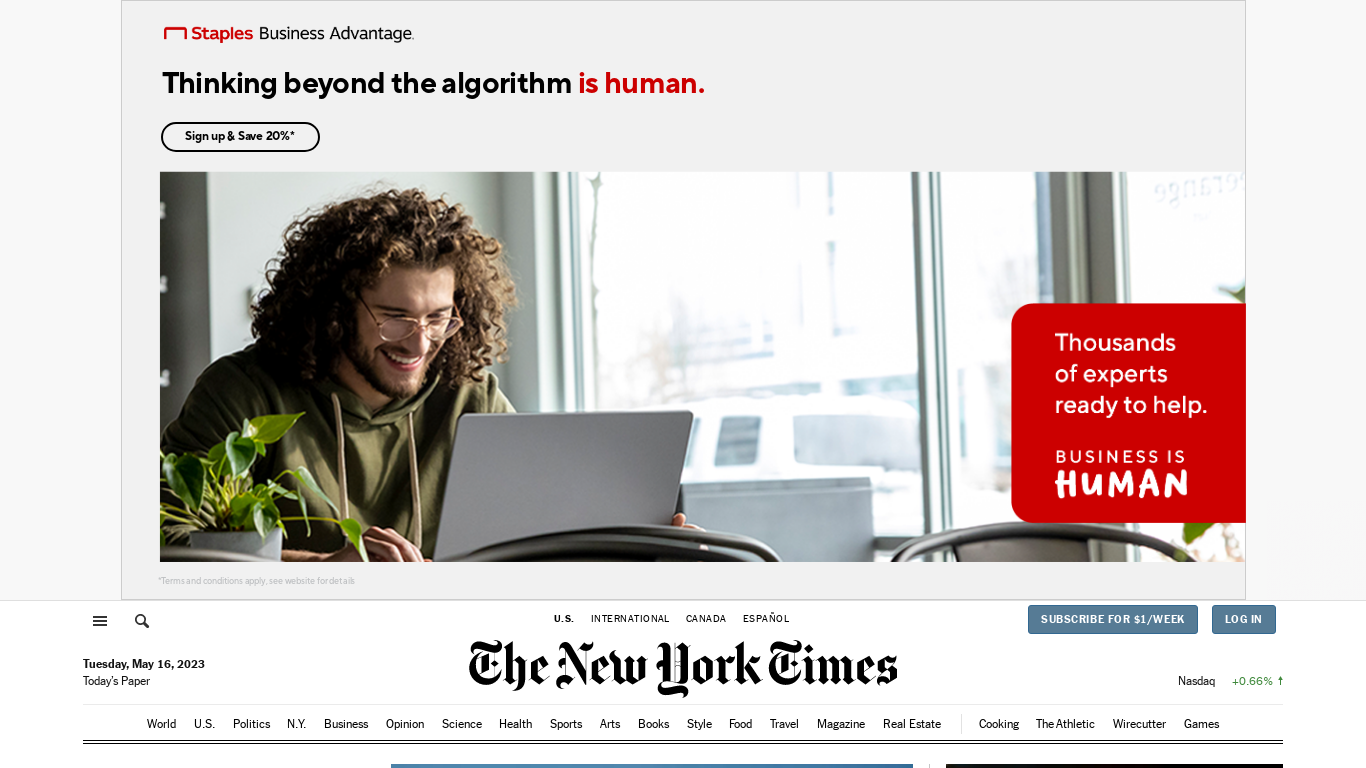 Staples Business Advantage.
Thinking beyond the algorithm is human.
Sign up & Save 20%*
Thousands
of experts
ready to help.
BUSINESS IS
HUMAN
*Terms and conditions apply, see website for details
U.S. INTERNATIONAL CANADA ESPAÑOL
SUBSCRIBE FOR $1/WEEK LOG IN
Tuesday, May 16, 2023
Today's Paper
The New York Times
Nasdaq +0.66% ↑
World U.S. Politics N.Y. Business Opinion Science Health Sports Arts Books Style Food Travel Magazine Real Estate Cooking The Athletic Wirecutter Games